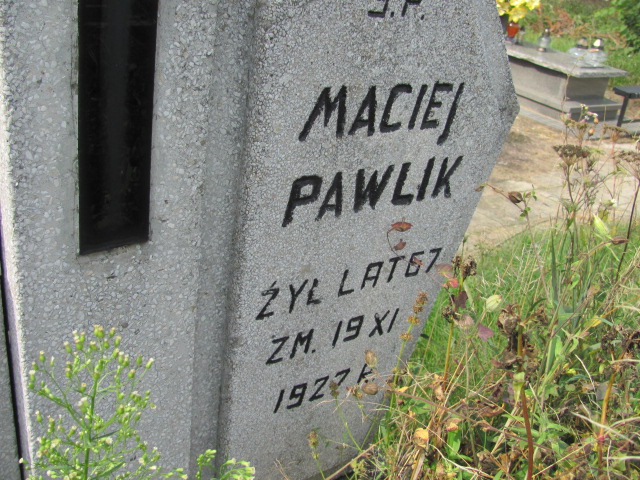 Ś.P.
MACIEJ
PAWLIK
ŻYŁ LAT 67
ZM. 19 XI
1927 R.